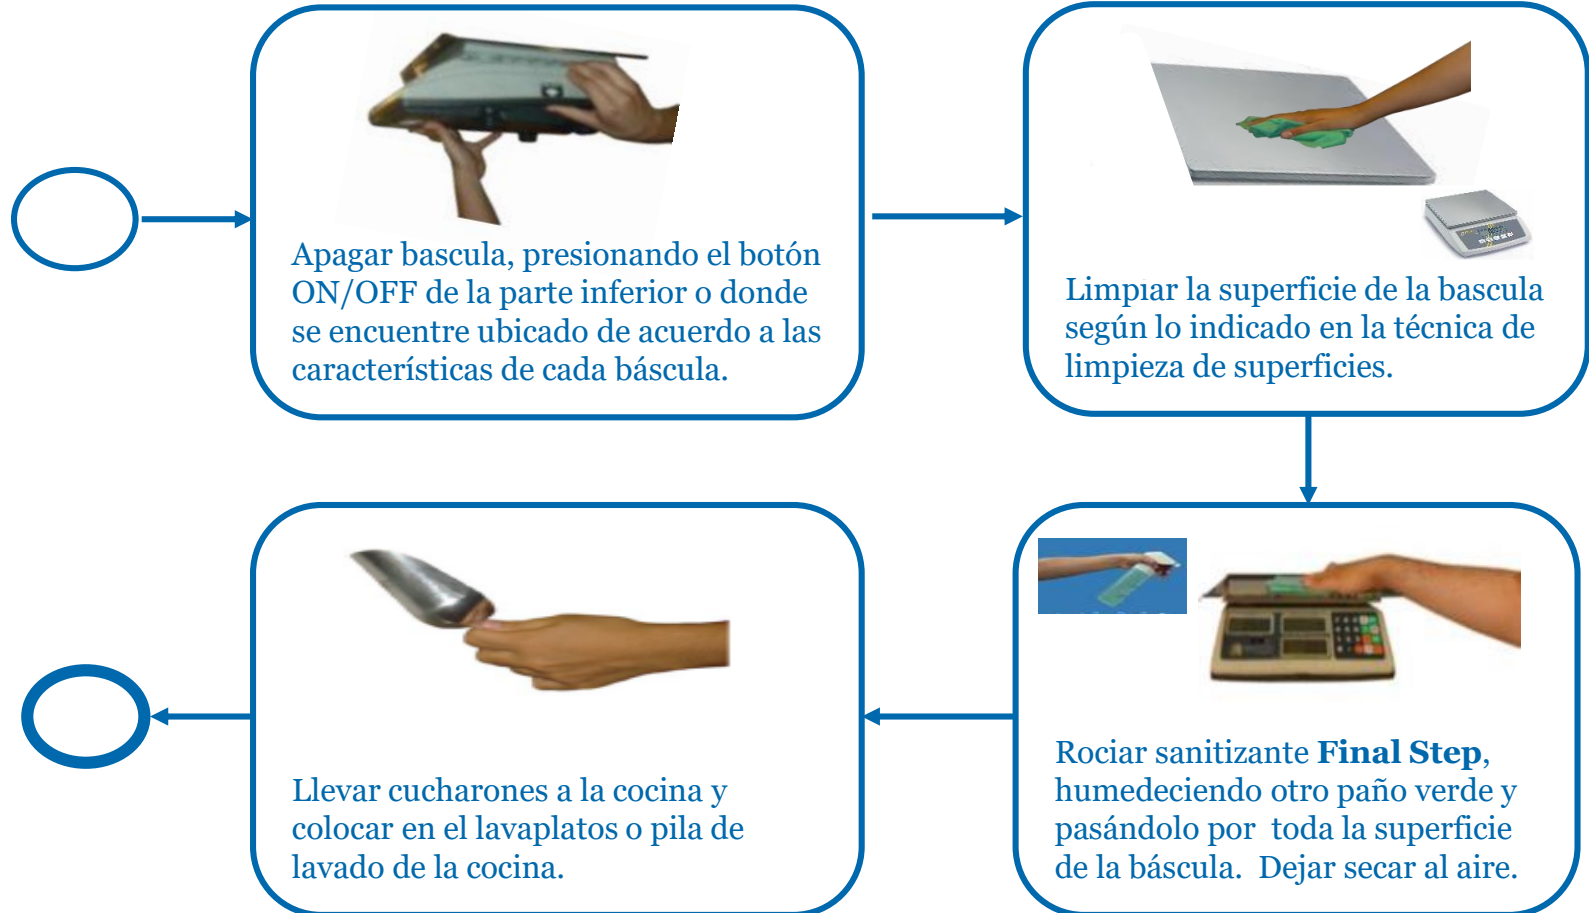 Apagar bascula, presionando el botón
ON/OFF de la parte inferior o donde
se encuentre ubicado de acuerdo a las
características de cada báscula.
Limpiar la superficie de la bascula
según lo indicado en la técnica de
limpieza de superficies.
Rociar sanitizante Final Step,
humedeciendo otro paño verde y
pasándolo por toda la superficie
de la báscula. Dejar secar al aire.
Llevar cucharones a la cocina y
colocar en el lavaplatos o pila de
lavado de la cocina.